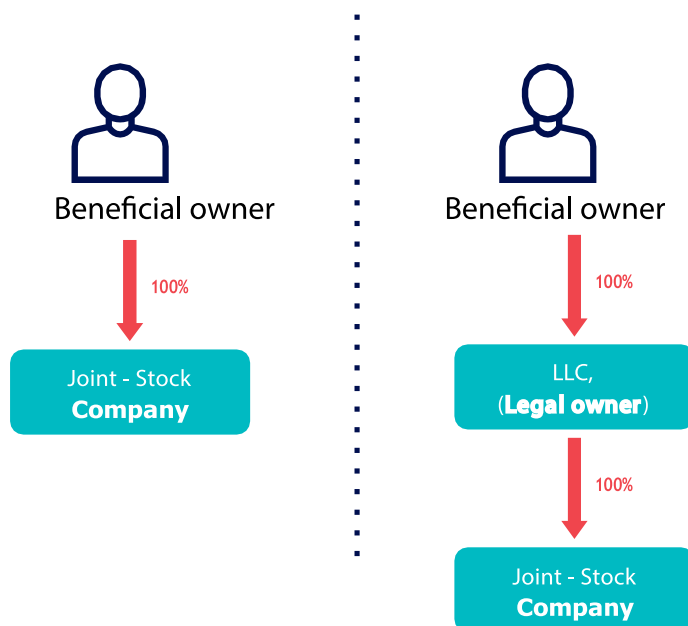 Beneficial owner
100%
Joint - Stock
Company
Beneficial owner
100%
LLC,
(Legal owner)
100%
Joint - Stock
Company